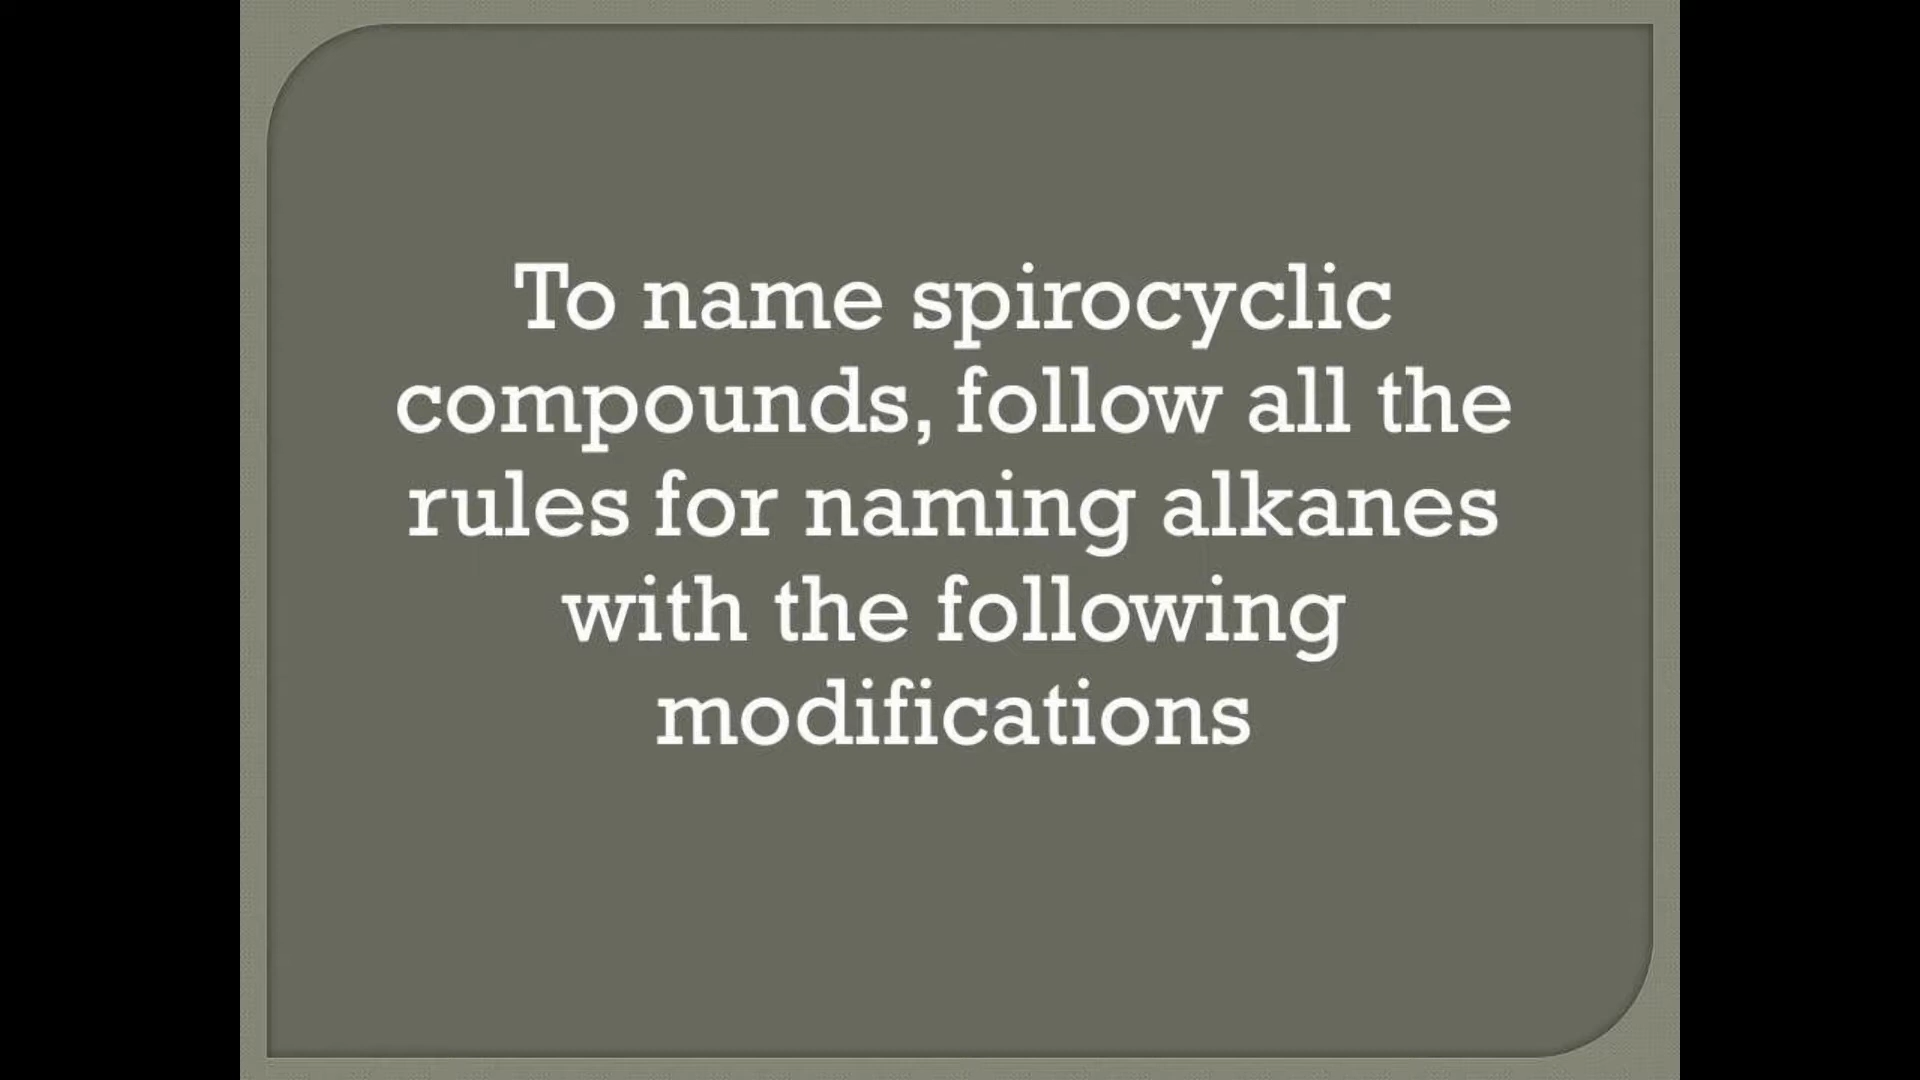 To name spirocyclic
compounds, follow all the
rules for naming alkanes
with the following
modifications